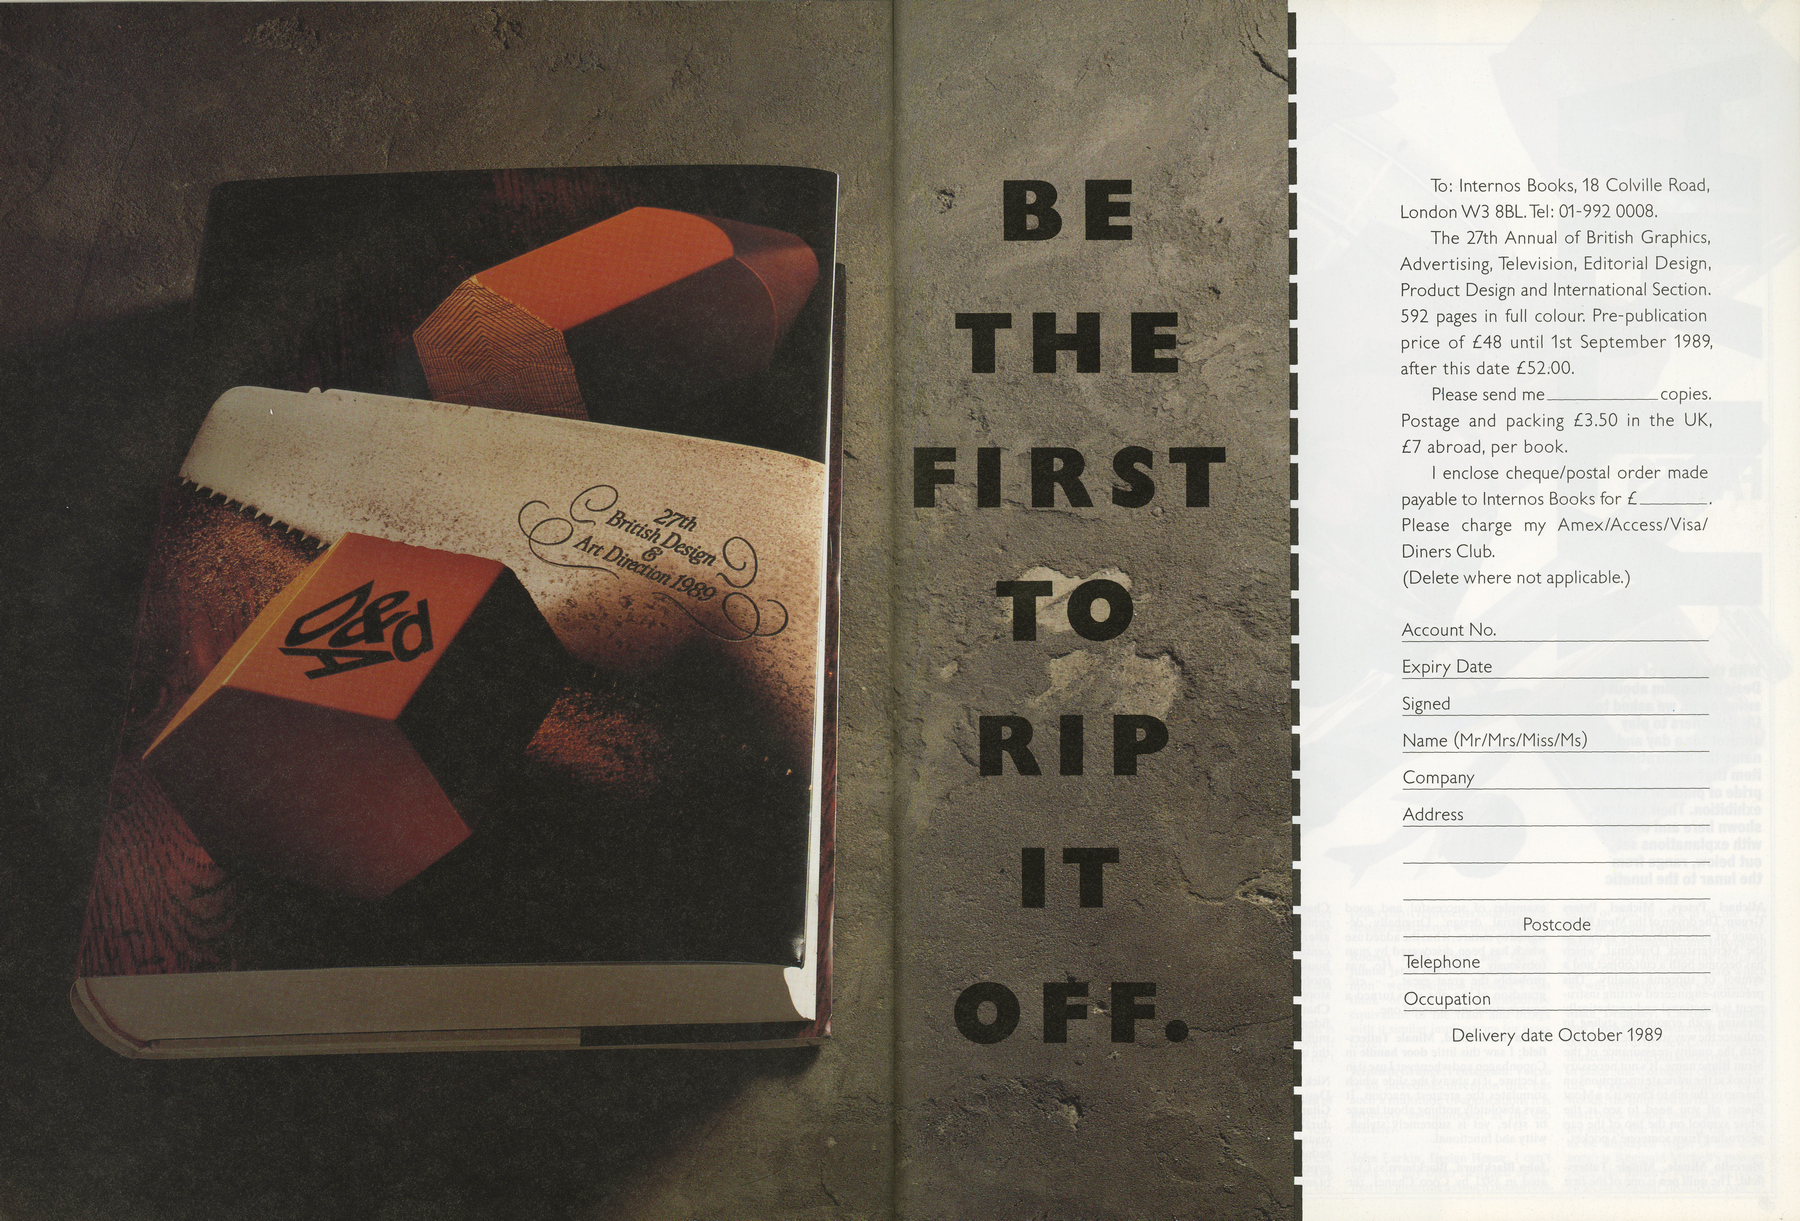 27th
British Design
&
Art Direction 1989
D&
AD
BE
THE
FIRST
TO
RIP
IT
OFF.
To: Internos Books, 18 Colville Road,
London W3 8BL. Tel: 01-992 0008.
The 27th Annual of British Graphics,
Advertising, Television, Editorial Design,
Product Design and International Section.
592 pages in full colour. Pre-publication
price of £48 until 1st September 1989,
after this date £52.00.
Please send me ____________ copies.
Postage and packing £3.50 in the UK,
£7 abroad, per book.
I enclose cheque/postal order made
payable to Internos Books for £_______.
Please charge my Amex/Access/Visa/
Diners Club.
(Delete where not applicable.)
Account No.
Expiry Date
Signed
Name (Mr/Mrs/Miss/Ms)
Company
Address
Postcode
Telephone
Occupation
Delivery date October 1989